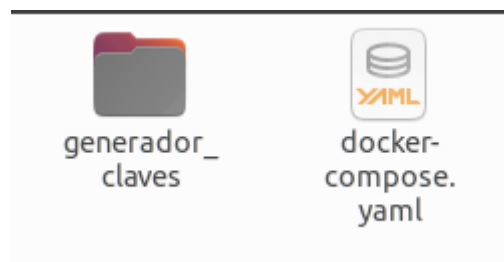 YAML
generador_
claves
docker-
compose.
yaml